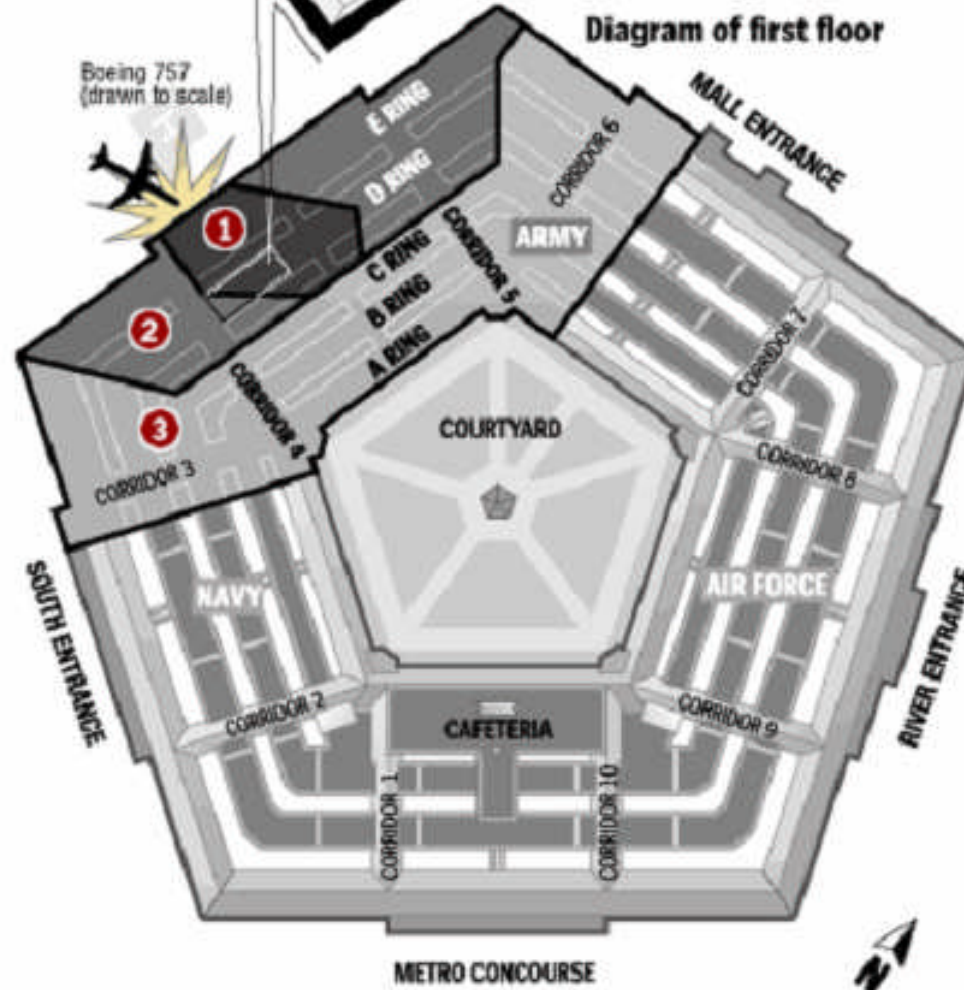 Diagram of first floor
Boeing 757
(drawn to scale)
MALL ENTRANCE
E RING
D RING
CORRIDOR 6
1
ARMY
CORRIDOR 5
C RING
B RING
A RING
2
CORRIDOR 7
CORRIDOR 4
3
COURTYARD
CORRIDOR 3
CORRIDOR 8
SOUTH ENTRANCE
NAVY
AIR FORCE
RIVER ENTRANCE
CORRIDOR 2
CAFETERIA
CORRIDOR 9
CORRIDOR 1
CORRIDOR 10
METRO CONCOURSE
N